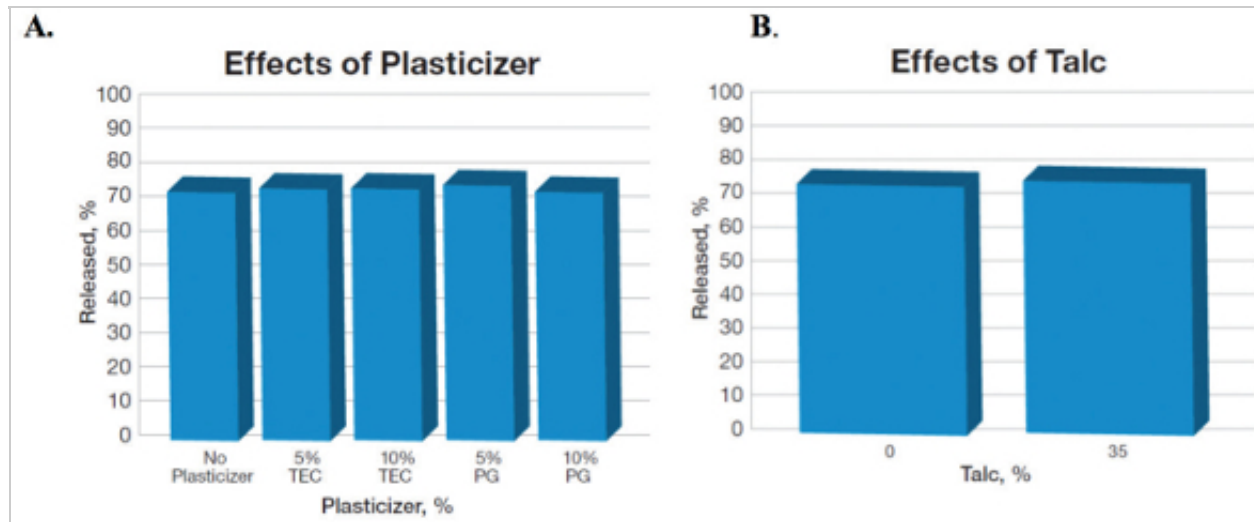 A.
Effects of Plasticizer
100
90
80
70
60
50
40
30
20
10
0
Released, %
No Plasticizer
5% TEC
10% TEC
5% PG
10% PG
Plasticizer, %
B.
Effects of Talc
100
90
80
70
60
50
40
30
20
10
0
Released, %
0
35
Talc, %